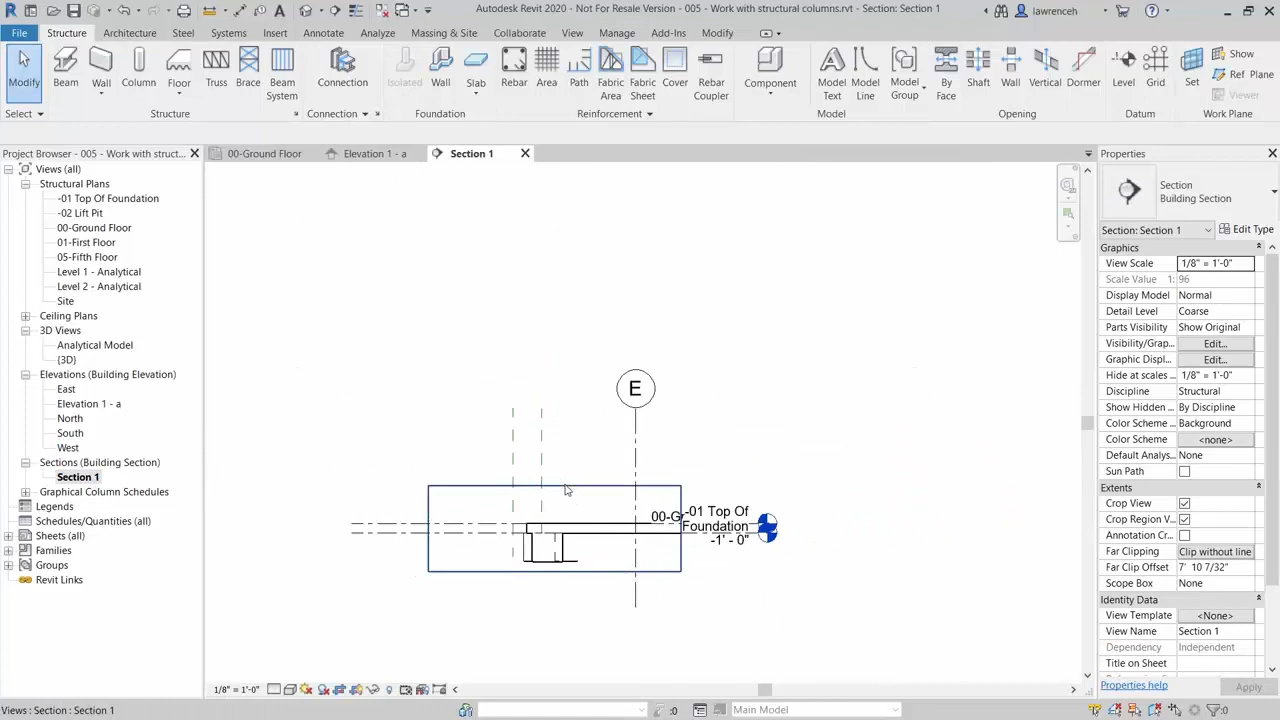 Autodesk Revit 2020 - Not For Resale Version - 005 - Work with structural columns.rvt - Section: Section 1
lawrenceh
File
Structure
Architecture
Steel
Systems
Insert
Annotate
Analyze
Massing & Site
Collaborate
View
Manage
Add-Ins
Modify
Modify
Beam
Wall
Column
Floor
Truss
Brace
Beam System
Connection
Isolated
Wall
Slab
Rebar
Area
Path
Fabric Area
Fabric Sheet
Cover
Rebar Coupler
Component
Model Text
Model Line
Model Group
By Face
Shaft
Wall
Vertical
Dormer
Level
Grid
Set
Show
Ref Plane
Viewer
Select
Structure
Connection
Foundation
Reinforcement
Model
Opening
Datum
Work Plane
Project Browser - 005 - Work with struct...
Views (all)
Structural Plans
-01 Top Of Foundation
-02 Lift Pit
00-Ground Floor
01-First Floor
05-Fifth Floor
Level 1 - Analytical
Level 2 - Analytical
Site
Ceiling Plans
3D Views
Analytical Model
{3D}
Elevations (Building Elevation)
East
Elevation 1 - a
North
South
West
Sections (Building Section)
Section 1
Graphical Column Schedules
Legends
Schedules/Quantities (all)
Sheets (all)
Families
Groups
Revit Links
00-Ground Floor
Elevation 1 - a
Section 1
E
00-Gr
-01 Top Of
Foundation
-1' - 0"
Properties
Section
Building Section
Section: Section 1
Edit Type
Graphics
View Scale 1/8" = 1'-0"
Scale Value 1: 96
Display Model Normal
Detail Level Coarse
Parts Visibility Show Original
Visibility/Grap... Edit...
Graphic Displ... Edit...
Hide at scales ... 1/8" = 1'-0"
Discipline Structural
Show Hidden ... By Discipline
Color Scheme ... Background
Color Scheme <none>
Default Analys... None
Sun Path
Extents
Crop View
Crop Region V...
Annotation Cr...
Far Clipping Clip without line
Far Clip Offset 7' 10 7/32"
Scope Box None
Identity Data
View Template <None>
View Name Section 1
Dependency Independent
Title on Sheet
Properties help
Apply
1/8" = 1'-0"
Views : Section : Section 1
:0
Main Model
:0